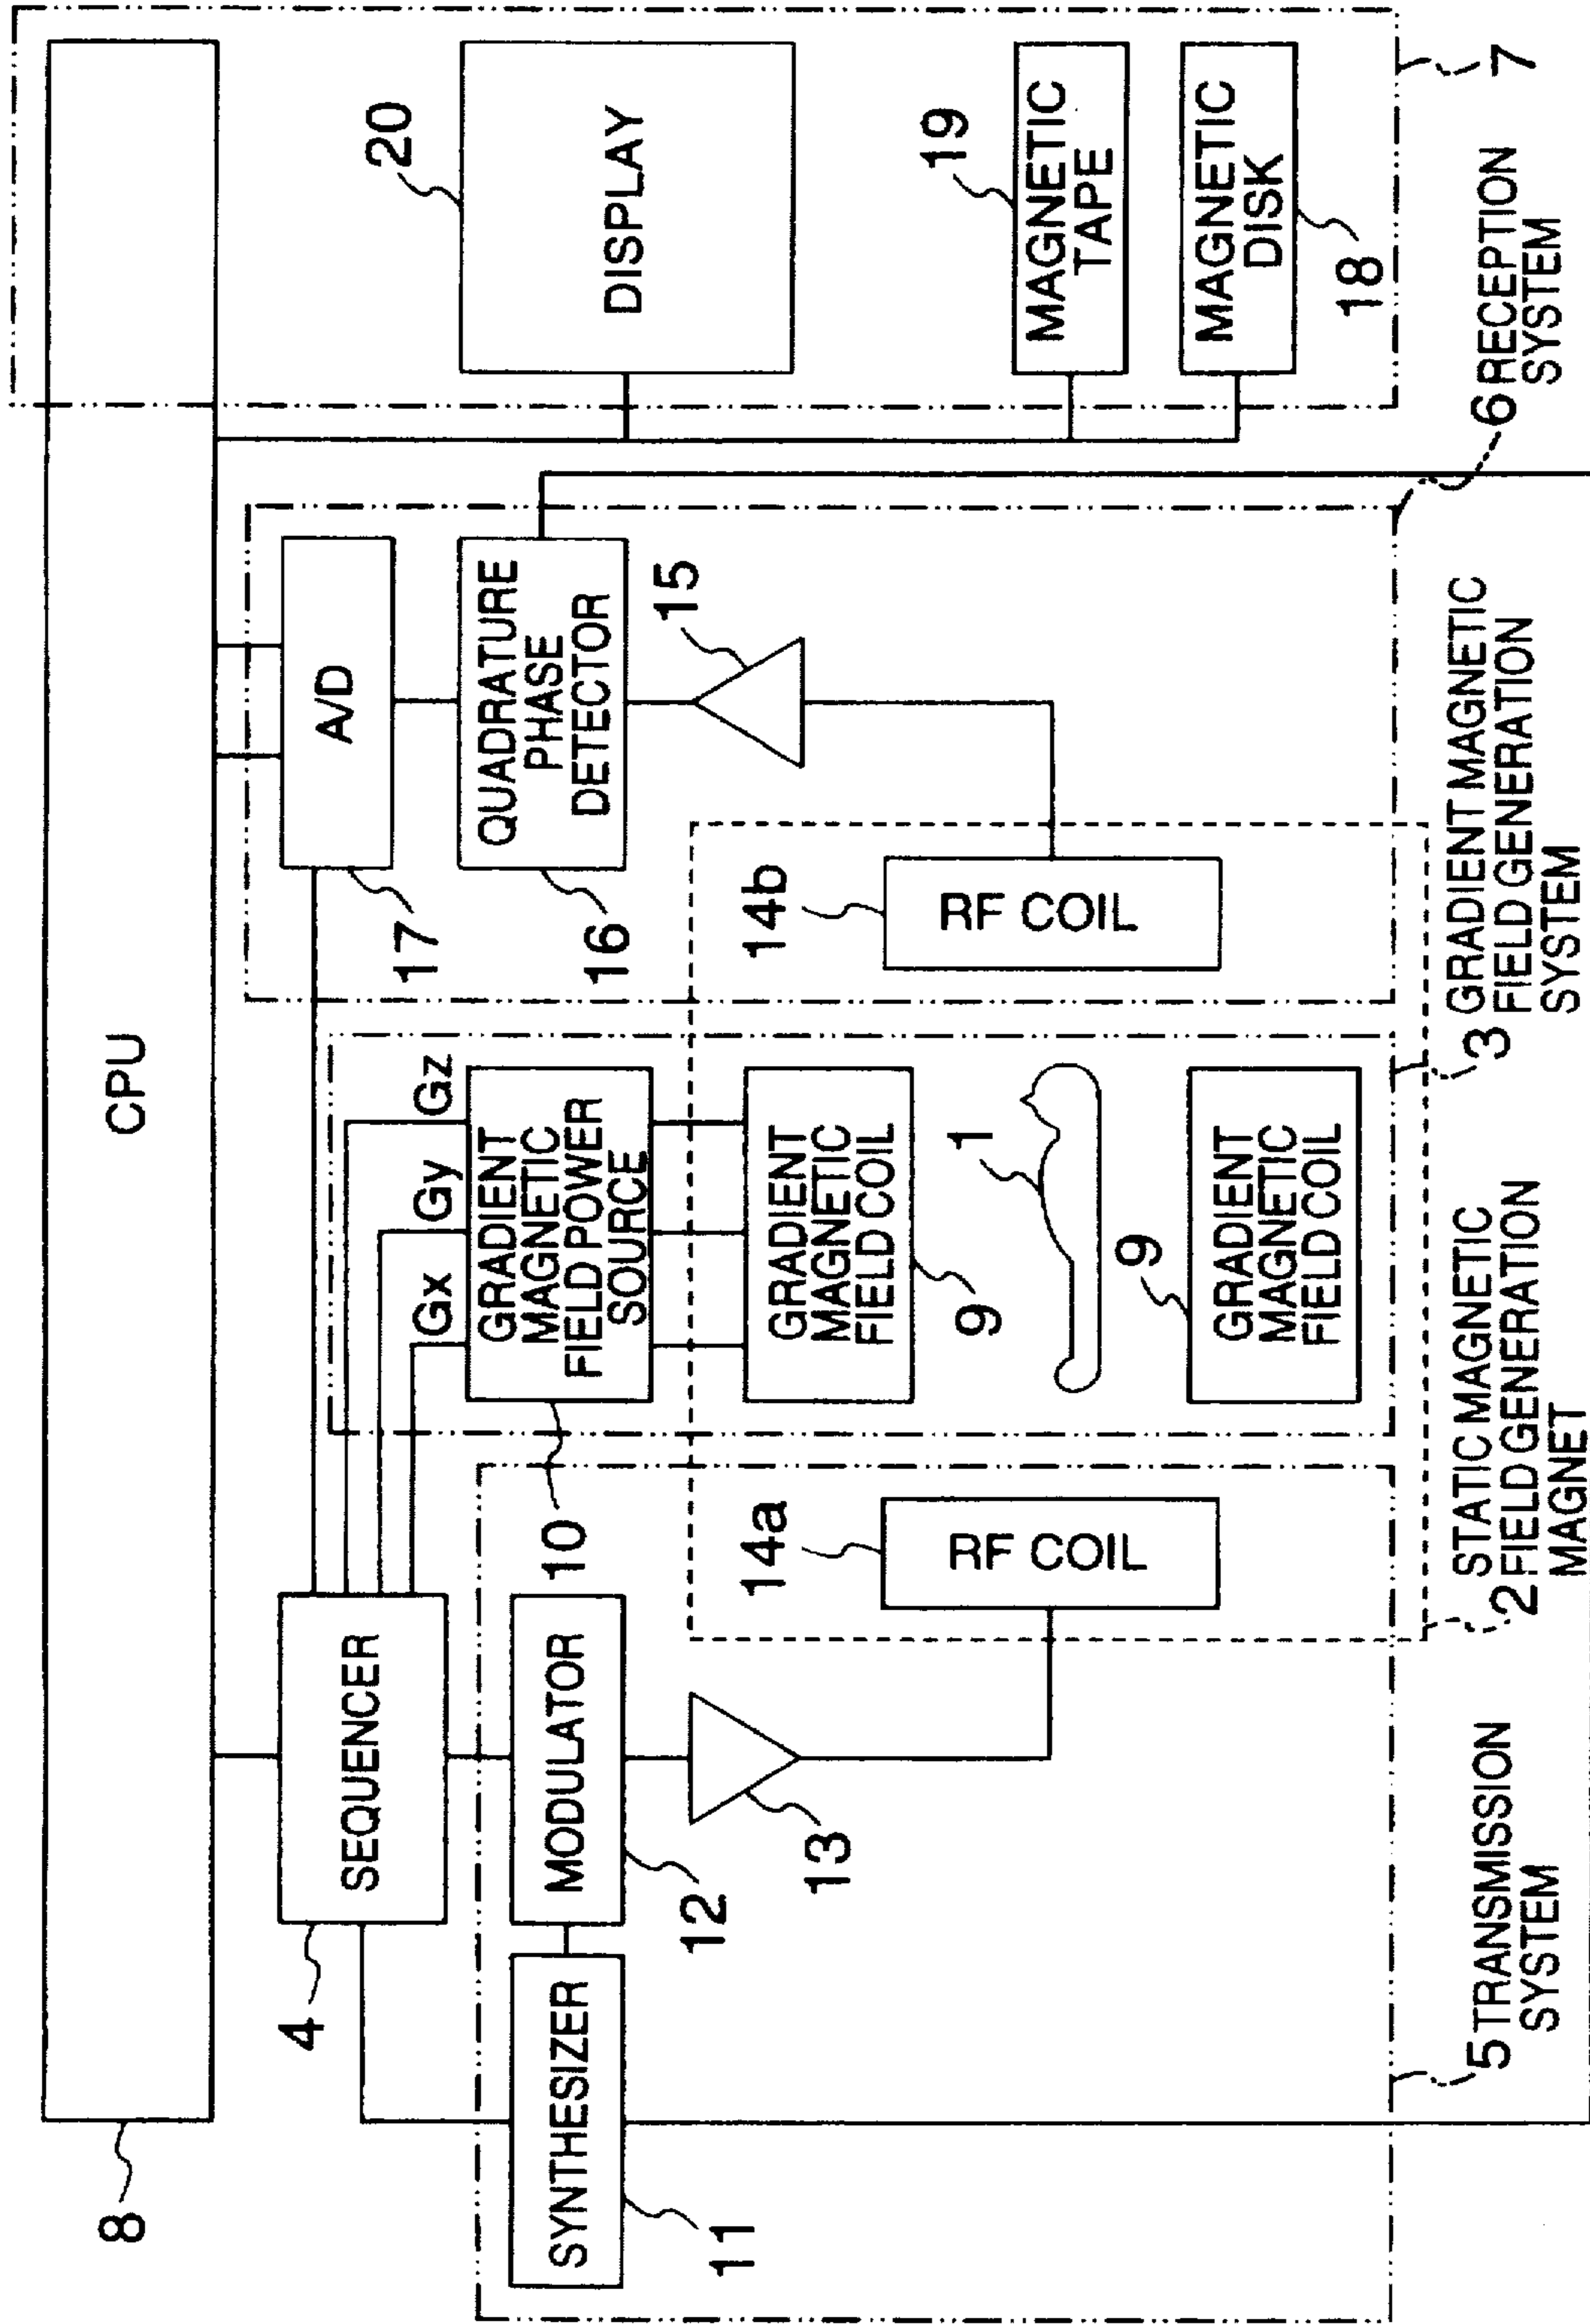 8
CPU
4
SEQUENCER
Gx
Gy
Gz
17
A/D
20
DISPLAY
11
SYNTHESIZER
12
MODULATOR
10
GRADIENT
MAGNETIC
FIELD POWER
SOURCE
16
QUADRATURE
PHASE
DETECTOR
13
15
14a
RF COIL
GRADIENT
MAGNETIC
FIELD COIL
9
14b
RF COIL
1
9
GRADIENT
MAGNETIC
FIELD COIL
19
MAGNETIC
TAPE
MAGNETIC
DISK
18
5 TRANSMISSION
SYSTEM
2 STATIC MAGNETIC
FIELD GENERATION
MAGNET
3 GRADIENT MAGNETIC
FIELD GENERATION
SYSTEM
6 RECEPTION
SYSTEM
7